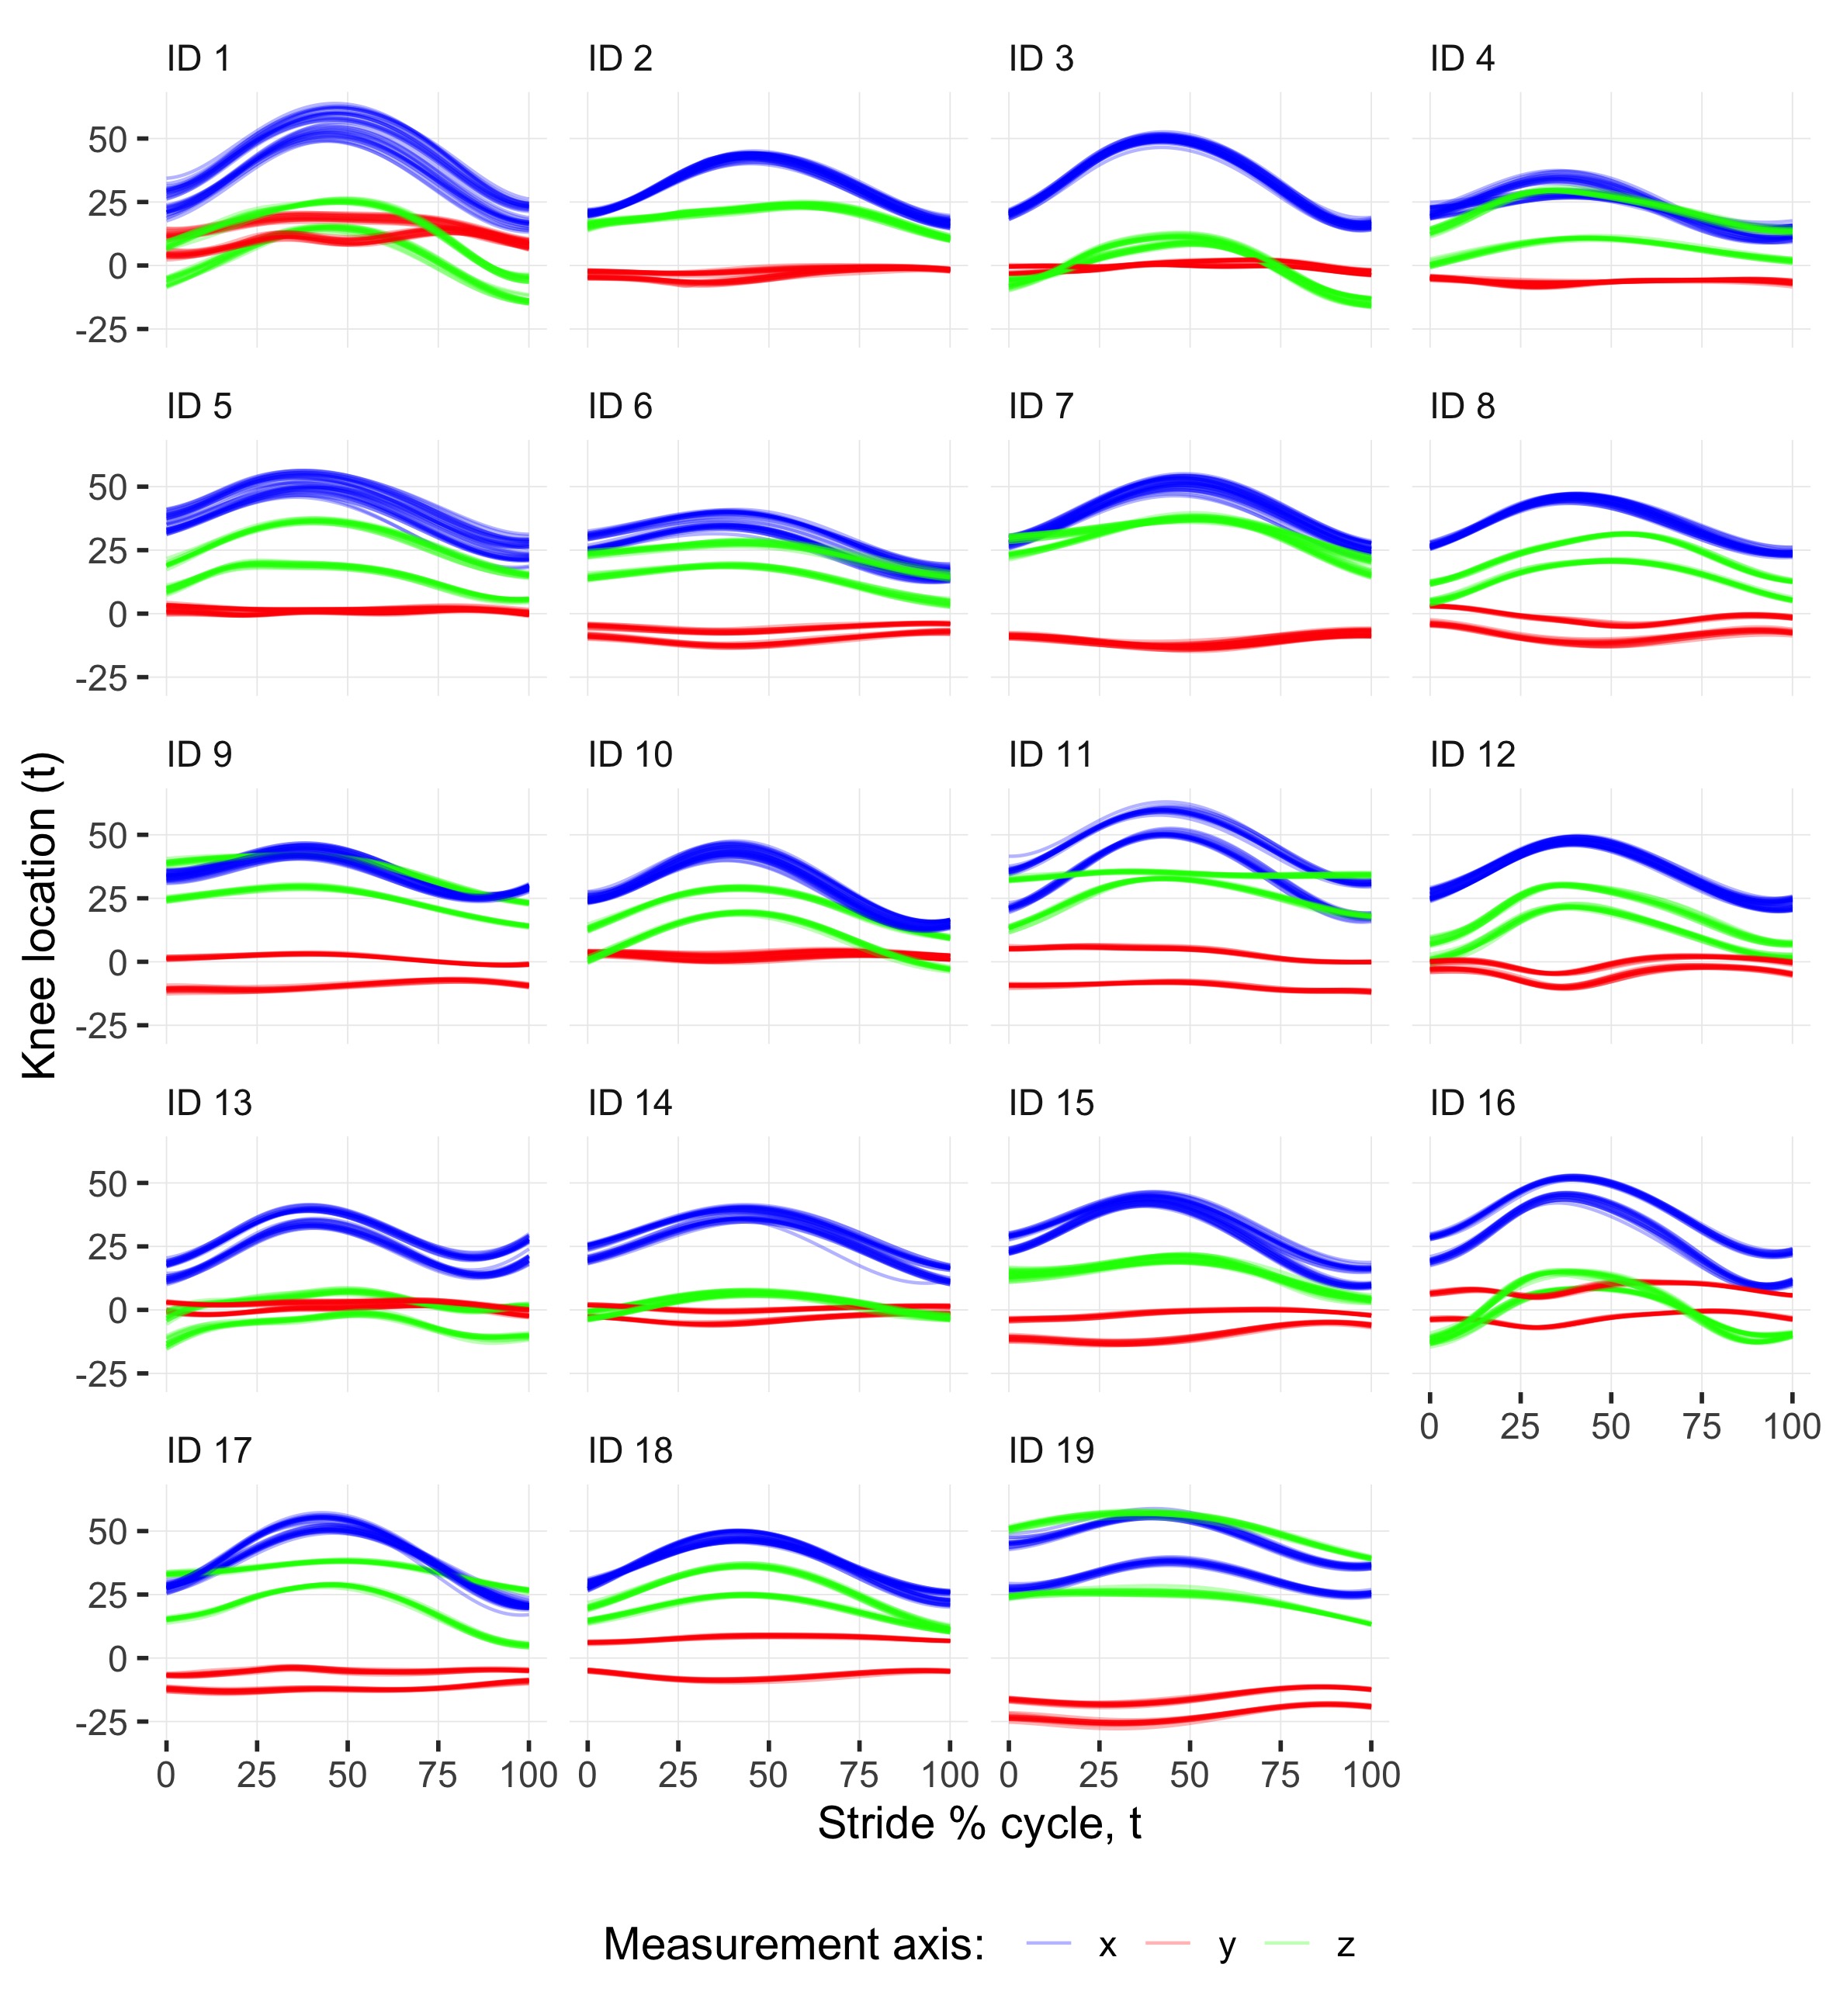 ID 1 ID 2 ID 3 ID 4
50
25
0
-25
ID 5 ID 6 ID 7 ID 8
50
25
0
-25
ID 9 ID 10 ID 11 ID 12
50
25
0
-25
Knee location (t)
ID 13 ID 14 ID 15 ID 16
50
25
0
-25
0 25 50 75 100
ID 17 ID 18 ID 19
50
25
0
-25
0 25 50 75 100 0 25 50 75 100 0 25 50 75 100
Stride % cycle, t
Measurement axis: x y z